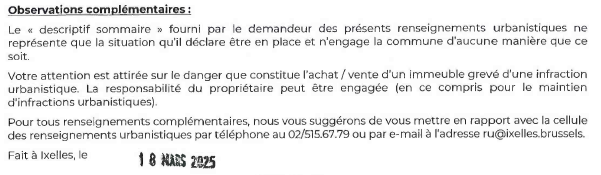 Observations complémentaires :
Le « descriptif sommaire » fourni par le demandeur des présents renseignements urbanistiques ne
représente que la situation qu'il déclare être en place et n'engage la commune d'aucune manière que ce
soit.
Votre attention est attirée sur le danger que constitue l'achat / vente d'un immeuble grevé d'une infraction
urbanistique. La responsabilité du propriétaire peut être engagée (en ce compris pour le maintien
d'infractions urbanistiques).
Pour tous renseignements complémentaires, nous vous suggérons de vous mettre en rapport avec la cellule
des renseignements urbanistiques par téléphone au 02/515.67.79 ou par e-mail à l'adresse ru@ixelles.brussels.
Fait à Ixelles, le 18 MARS 2025